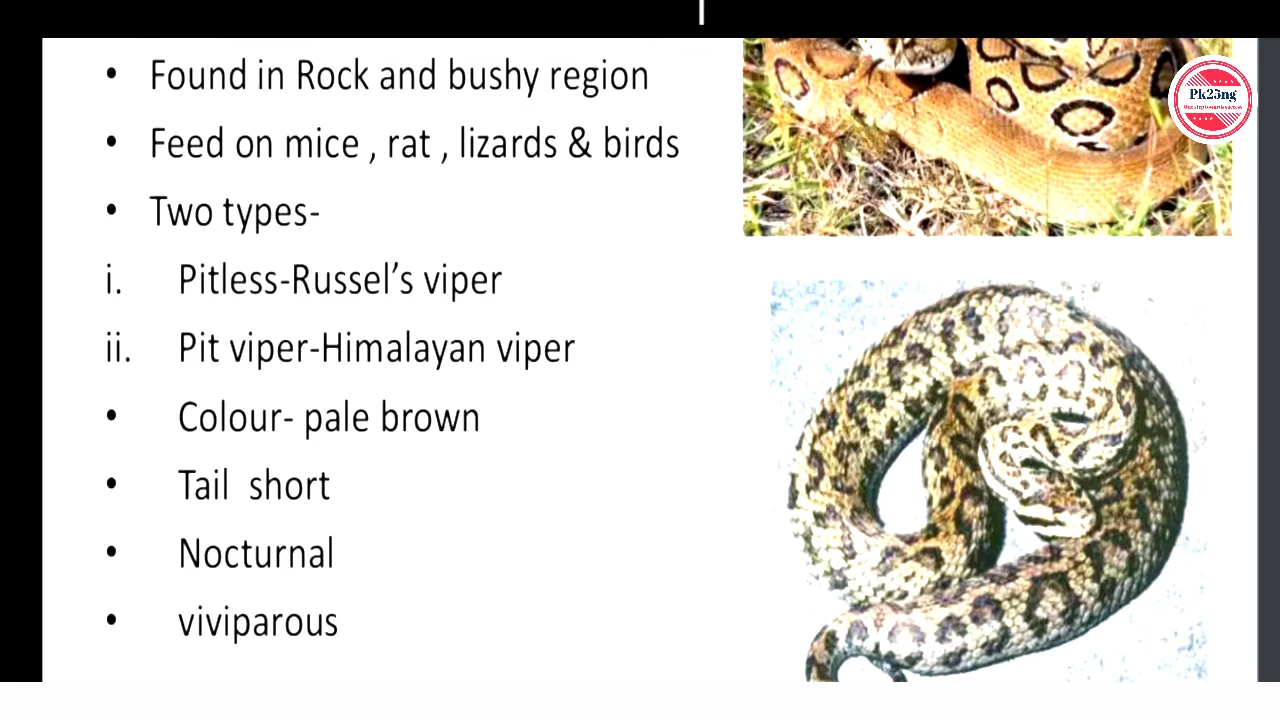 • Found in Rock and bushy region
• Feed on mice , rat , lizards & birds
• Two types-
i. Pitless-Russel’s viper
ii. Pit viper-Himalayan viper
• Colour- pale brown
• Tail short
• Nocturnal
• viviparous
Pk25ng